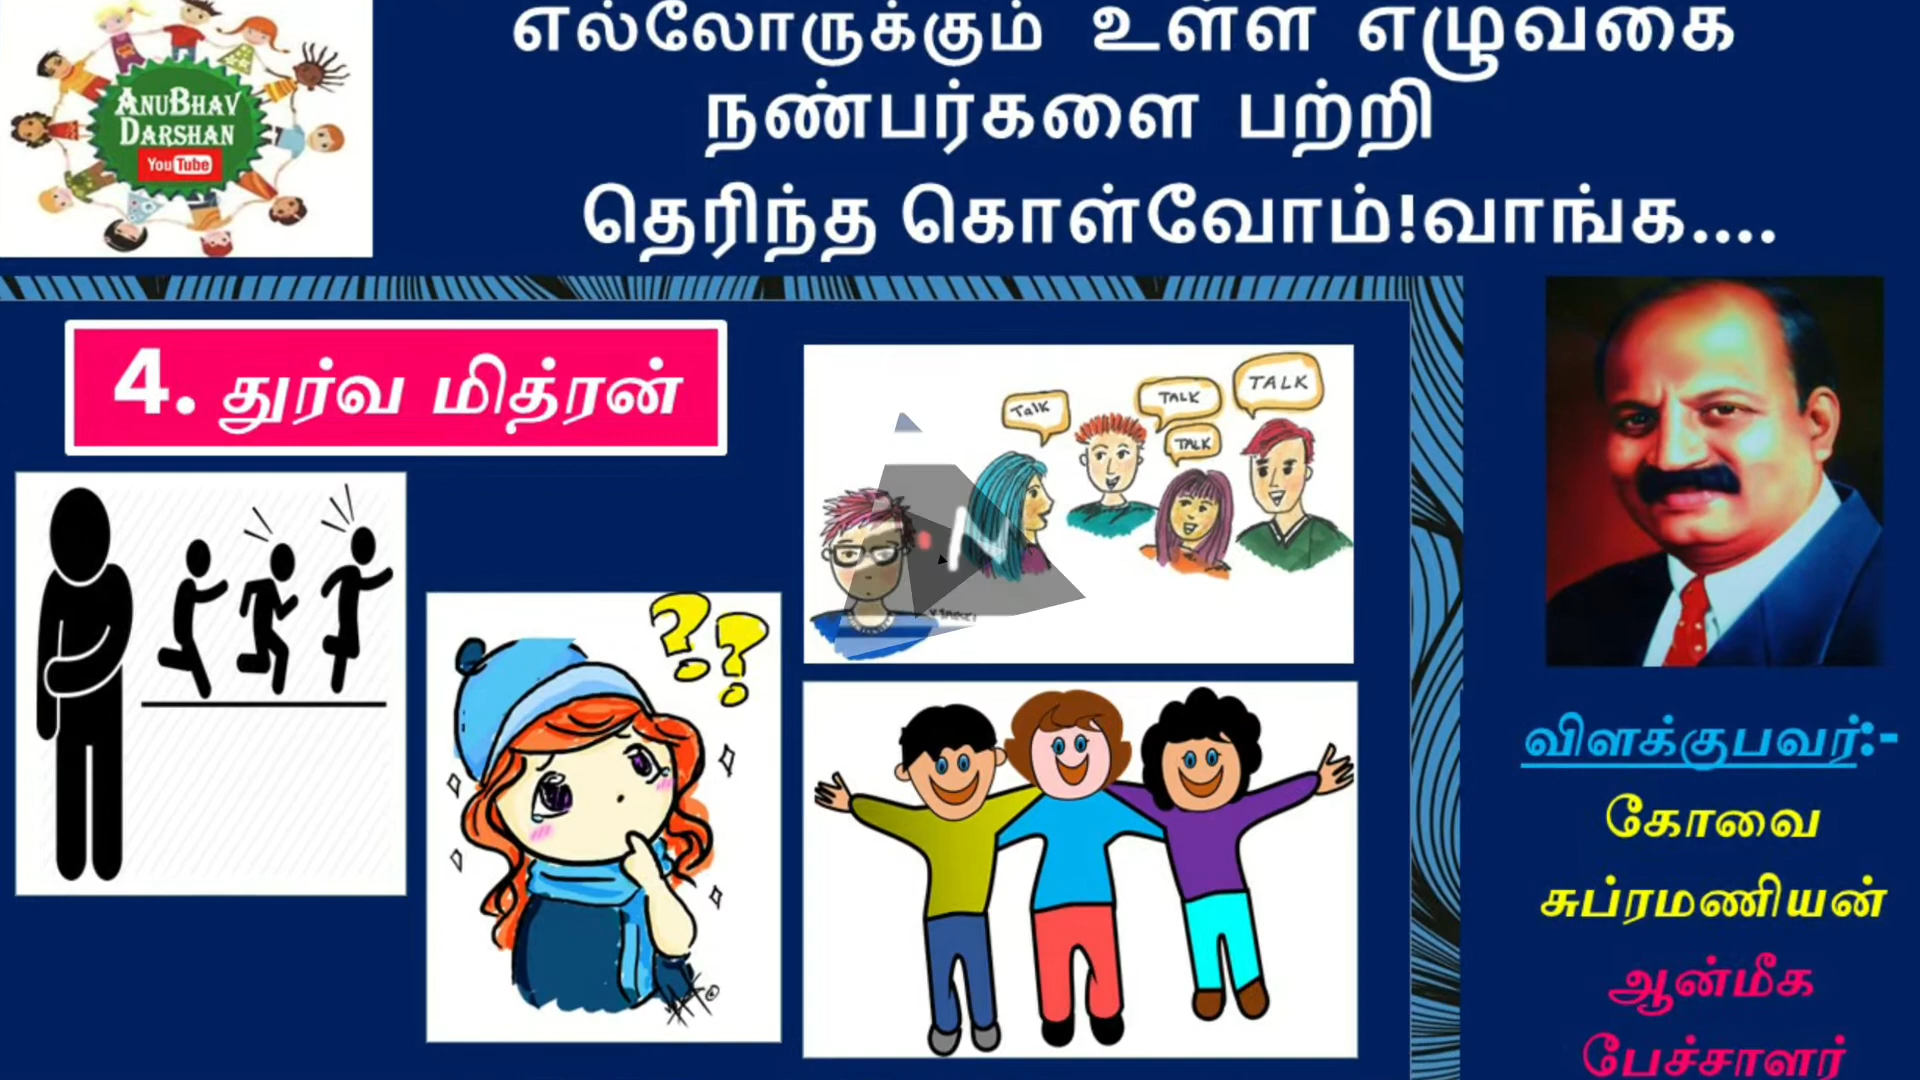 எல்லோருக்கும் உள்ள எழுவகை
நண்பர்களை பற்றி
தெரிந்த கொள்வோம்!வாங்க....
ANUBHAV
DARSHAN
YouTube
4. துர்வ மித்ரன்
Talk
TALK
TALK
TALK
N
??
விளக்குபவர்:-
கோவை
சுப்ரமணியன்
ஆன்மீக
பேச்சாளர்